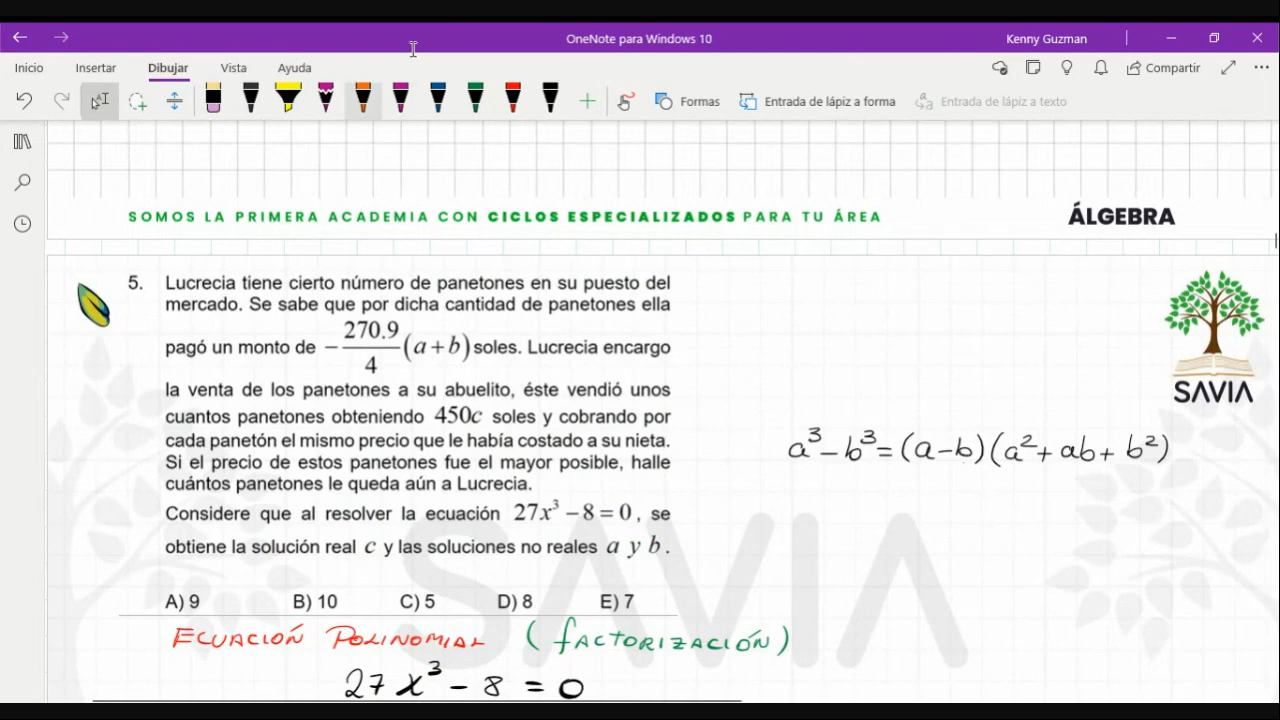 OneNote para Windows 10
Kenny Guzman
Inicio Insertar Dibujar Vista Ayuda
Compartir
Formas
Entrada de lápiz a forma
Entrada de lápiz a texto
SOMOS LA PRIMERA ACADEMIA CON CICLOS ESPECIALIZADOS PARA TU ÁREA
ÁLGEBRA
5. Lucrecia tiene cierto número de panetones en su puesto del
mercado. Se sabe que por dicha cantidad de panetones ella
pagó un monto de −270.9/4 (a+b) soles. Lucrecia encargo
la venta de los panetones a su abuelito, éste vendió unos
cuantos panetones obteniendo 450c soles y cobrando por
cada panetón el mismo precio que le había costado a su nieta.
Si el precio de estos panetones fue el mayor posible, halle
cuántos panetones le queda aún a Lucrecia.
Considere que al resolver la ecuación 27x³ − 8 = 0, se
obtiene la solución real c y las soluciones no reales a y b.
A) 9 B) 10 C) 5 D) 8 E) 7
SAVIA
a³ − b³ = (a − b)(a² + ab + b²)
SAVIA
ECUACIÓN POLINOMIAL (fACTORIZACIÓN)
27x³ − 8 = 0